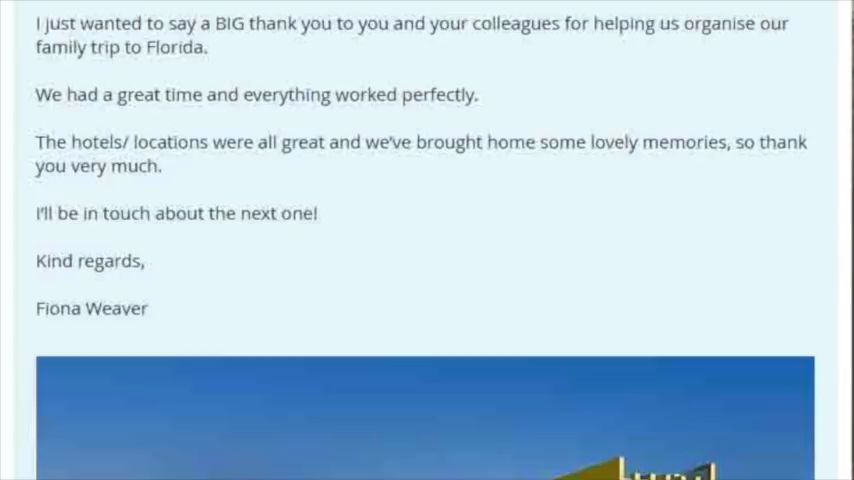 I just wanted to say a BIG thank you to you and your colleagues for helping us organise our
family trip to Florida.
We had a great time and everything worked perfectly.
The hotels/ locations were all great and we've brought home some lovely memories, so thank
you very much.
I'll be in touch about the next one!
Kind regards,
Fiona Weaver